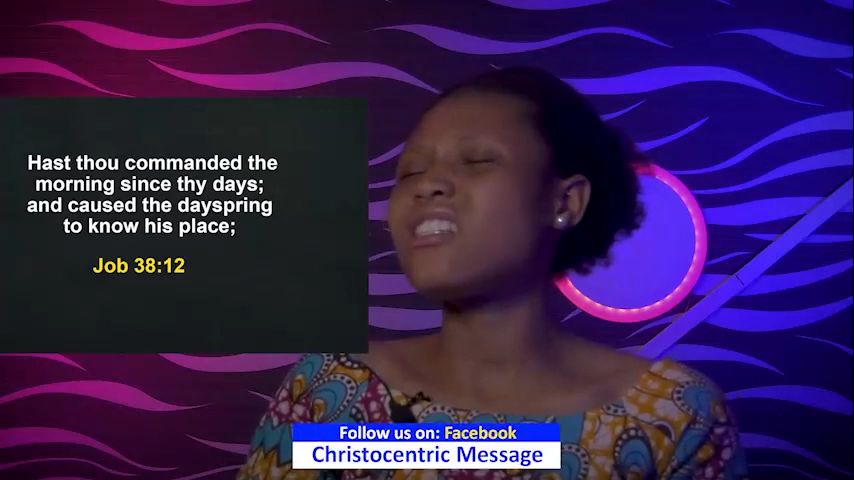 Hast thou commanded the
morning since thy days;
and caused the dayspring
to know his place;
Job 38:12
Follow us on: Facebook
Christocentric Message